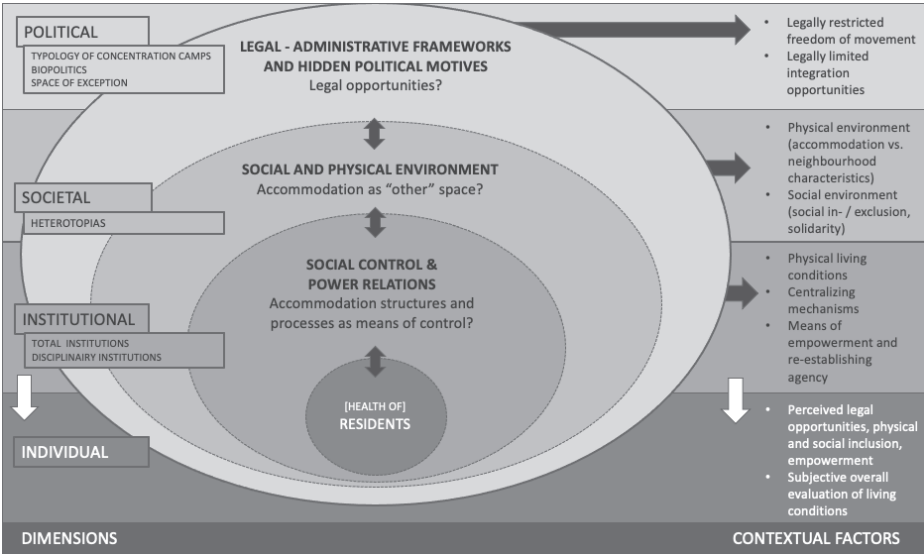 POLITICAL
TYPOLOGY OF CONCENTRATION CAMPS
BIOPOLITICS
SPACE OF EXCEPTION
LEGAL - ADMINISTRATIVE FRAMEWORKS
AND HIDDEN POLITICAL MOTIVES
Legal opportunities?
• Legally restricted
freedom of movement
• Legally limited
integration
opportunities
SOCIETAL
HETEROTOPIAS
SOCIAL AND PHYSICAL ENVIRONMENT
Accommodation as “other” space?
• Physical environment
(accommodation vs.
neighbourhood
characteristics)
• Social environment
(social in- / exclusion,
solidarity)
INSTITUTIONAL
TOTAL INSTITUTIONS
DISCIPLINARY INSTITUTIONS
SOCIAL CONTROL &
POWER RELATIONS
Accommodation structures and
processes as means of control?
• Physical living
conditions
• Centralizing
mechanisms
• Means of
empowerment and
re-establishing
agency
INDIVIDUAL
[HEALTH OF]
RESIDENTS
• Perceived legal
opportunities, physical
and social inclusion,
empowerment
• Subjective overall
evaluation of living
conditions
DIMENSIONS
CONTEXTUAL FACTORS